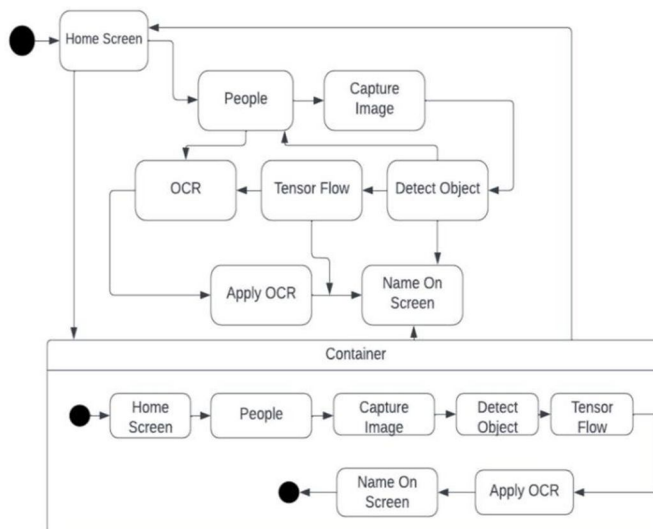 Home Screen
People
Capture
Image
OCR
Tensor Flow
Detect Object
Apply OCR
Name On
Screen
Container
Home
Screen
People
Capture
Image
Detect
Object
Tensor
Flow
Name On
Screen
Apply OCR